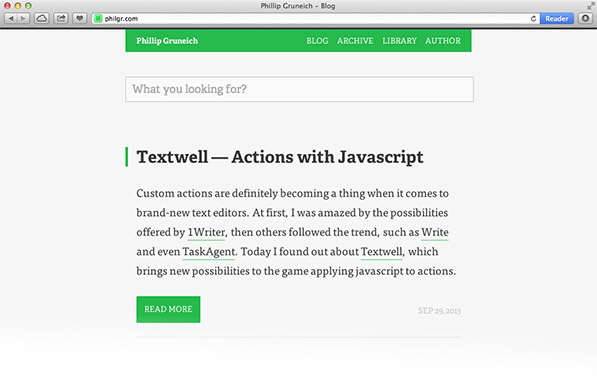 Phillip Gruneich – Blog
philgr.com
Reader
Phillip Gruneich
BLOG ARCHIVE LIBRARY AUTHOR
What you looking for?
Textwell — Actions with Javascript
Custom actions are definitely becoming a thing when it comes to
brand-new text editors. At first, I was amazed by the possibilities
offered by 1Writer, then others followed the trend, such as Write
and even TaskAgent. Today I found out about Textwell, which
brings new possibilities to the game applying javascript to actions.
READ MORE
SEP 29, 2013